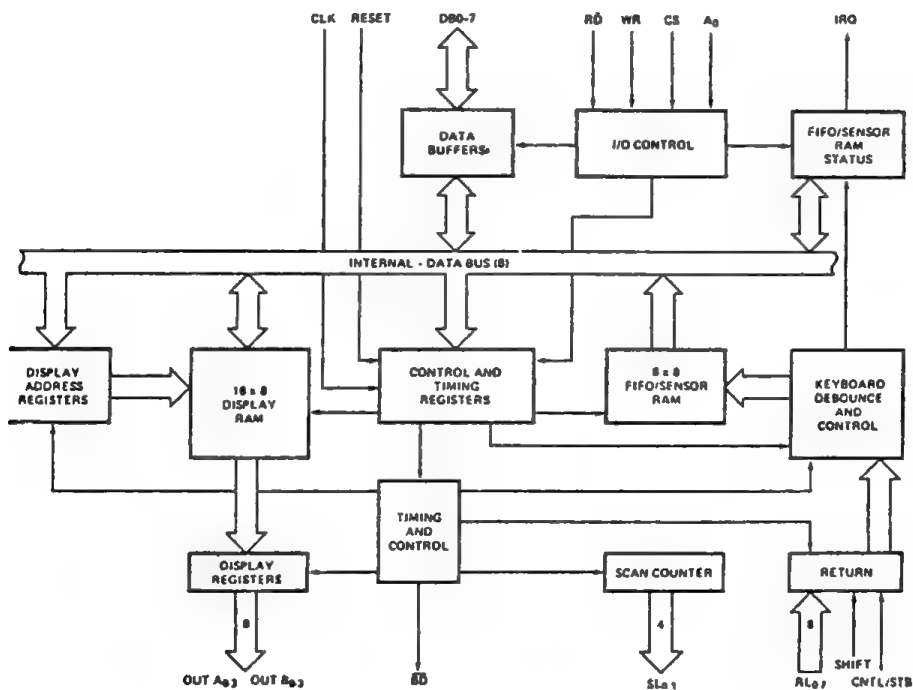 CLK RESET DB0-7 RD WR CS A0 IRQ
DATA
BUFFERS
I/O CONTROL
FIFO/SENSOR
RAM
STATUS
INTERNAL - DATA BUS (8)
DISPLAY
ADDRESS
REGISTERS
16 x 8
DISPLAY
RAM
CONTROL AND
TIMING
REGISTERS
8 x 8
FIFO/SENSOR
RAM
KEYBOARD
DEBOUNCE
AND
CONTROL
TIMING
AND
CONTROL
DISPLAY
REGISTERS
SCAN COUNTER
RETURN
8
4
8
OUT A0-3 OUT B0-3
BD
SL0-3
RL0-7
SHIFT
CNTL/STB